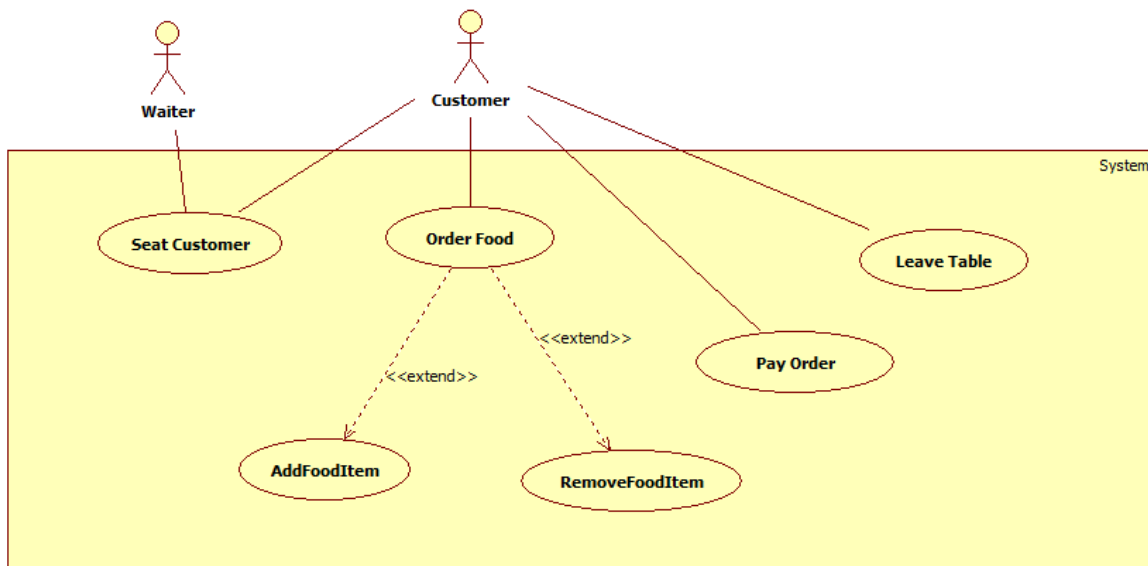 Waiter
Customer
System
Seat Customer
Order Food
Leave Table
<<extend>>
Pay Order
<<extend>>
AddFoodItem
RemoveFoodItem